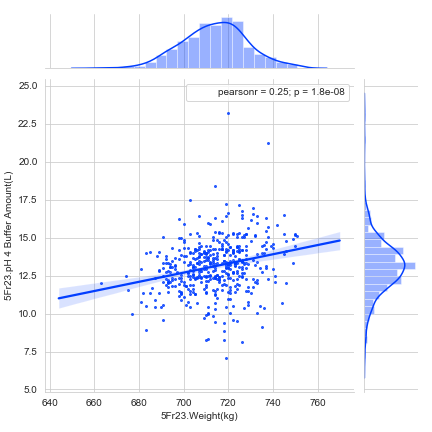 pearsonr = 0.25; p = 1.8e-08
25.0
22.5
20.0
17.5
15.0
12.5
10.0
7.5
5.0
5Fr23.pH 4 Buffer Amount(L)
640 660 680 700 720 740 760
5Fr23.Weight(kg)